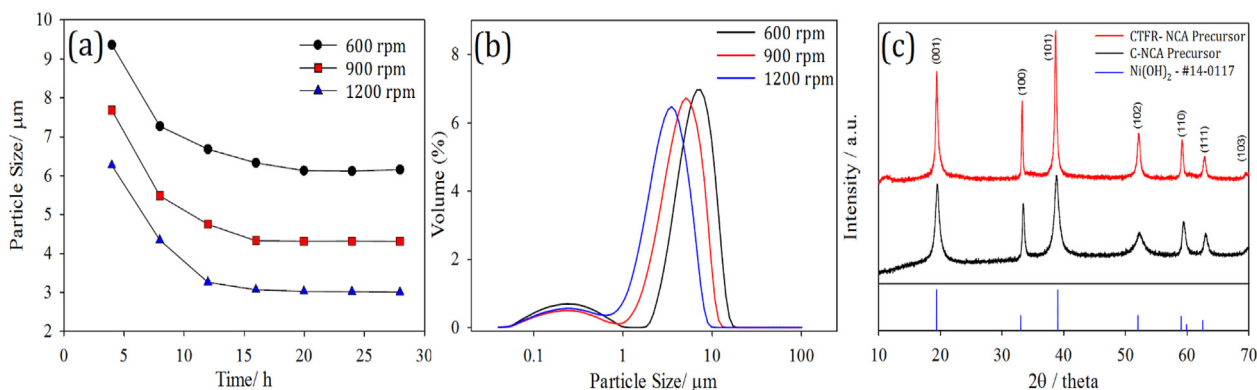 (a)
600 rpm
900 rpm
1200 rpm
Particle Size/ μm
10
9
8
7
6
5
4
3
2
0
5
10
15
20
25
30
Time/ h
(b)
600 rpm
900 rpm
1200 rpm
Volume (%)
8
6
4
2
0
0.1
1
10
100
Particle Size/ μm
(c)
CTFR- NCA Precursor
C-NCA Precursor
Ni(OH)₂ - #14-0117
(001)
(100)
(101)
(102)
(110)
(111)
(103)
Intensity / a.u.
10
20
30
40
50
60
70
2θ / theta